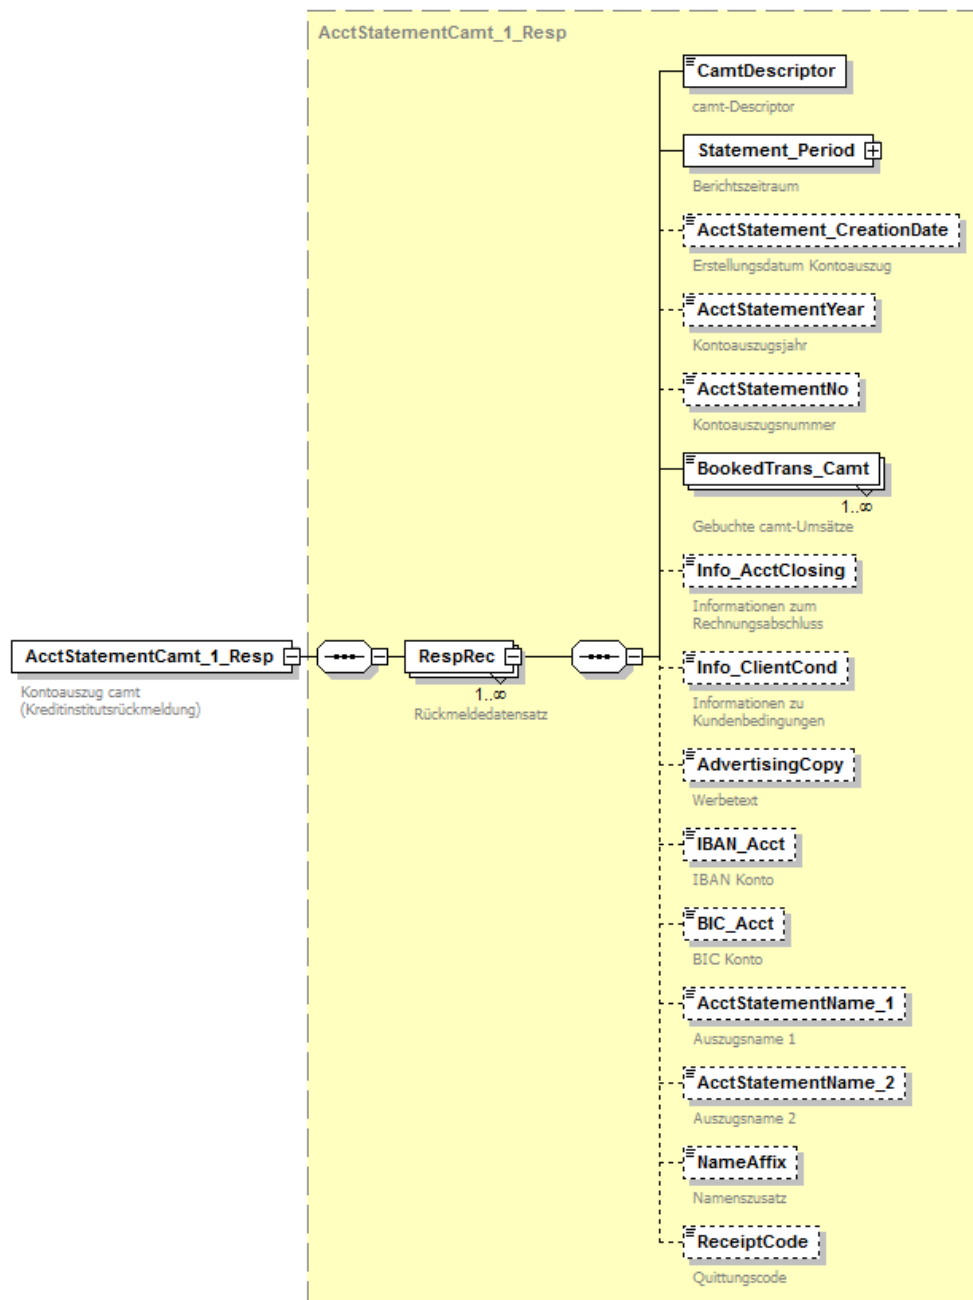 AcctStatementCamt_1_Resp
CamtDescriptor
camt-Descriptor
Statement_Period
Berichtszeitraum
AcctStatement_CreationDate
Erstellungsdatum Kontoauszug
AcctStatementYear
Kontoauszugsjahr
AcctStatementNo
Kontoauszugsnummer
BookedTrans_Camt
1..∞
Gebuchte camt-Umsätze
Info_AcctClosing
Informationen zum
Rechnungsabschluss
AcctStatementCamt_1_Resp
Kontoauszug camt
(Kreditinstitutsrückmeldung)
RespRec
1..∞
Rückmeldedatensatz
Info_ClientCond
Informationen zu
Kundenbedingungen
AdvertisingCopy
Werbetext
IBAN_Acct
IBAN Konto
BIC_Acct
BIC Konto
AcctStatementName_1
Auszugsname 1
AcctStatementName_2
Auszugsname 2
NameAffix
Namenszusatz
ReceiptCode
Quittungscode